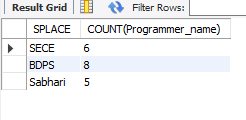 Result Grid Filter Rows:
SPLACE COUNT(Programmer_name)
SECE 6
BDPS 8
Sabhari 5